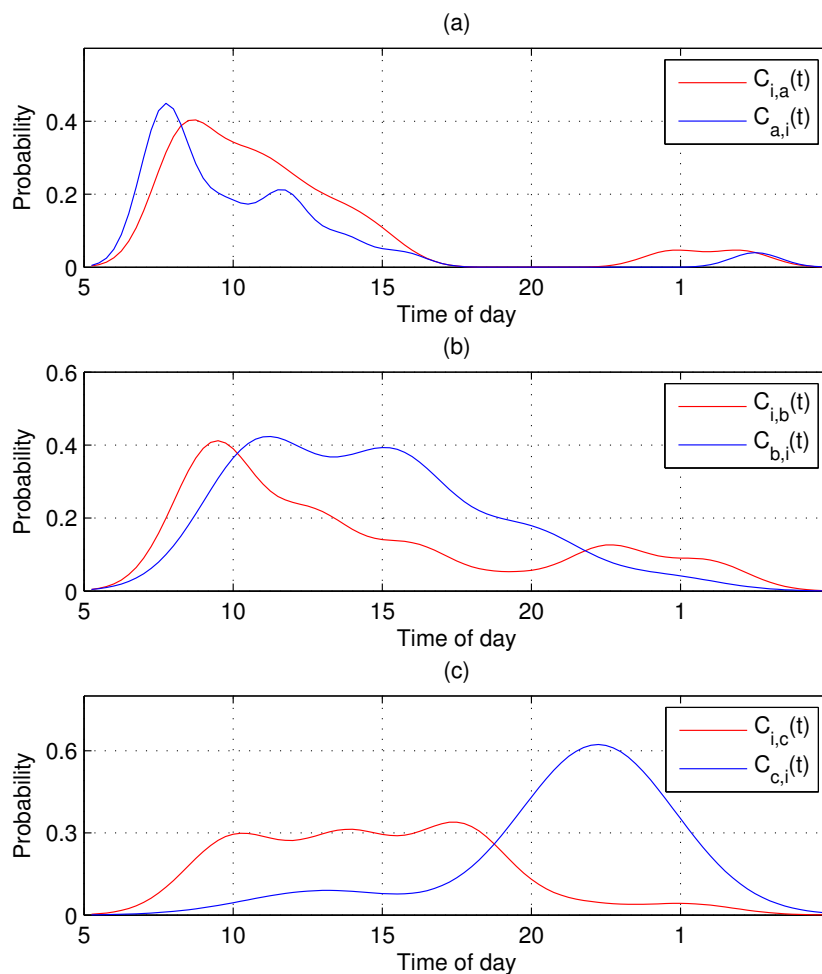 (a)
Probability
0.4
0.2
0
C_{i,a}(t)
C_{a,i}(t)
5 10 15 20 1
Time of day
(b)
Probability
0.6
0.4
0.2
0
C_{i,b}(t)
C_{b,i}(t)
5 10 15 20 1
Time of day
(c)
Probability
0.6
0.3
0
C_{i,c}(t)
C_{c,i}(t)
5 10 15 20 1
Time of day